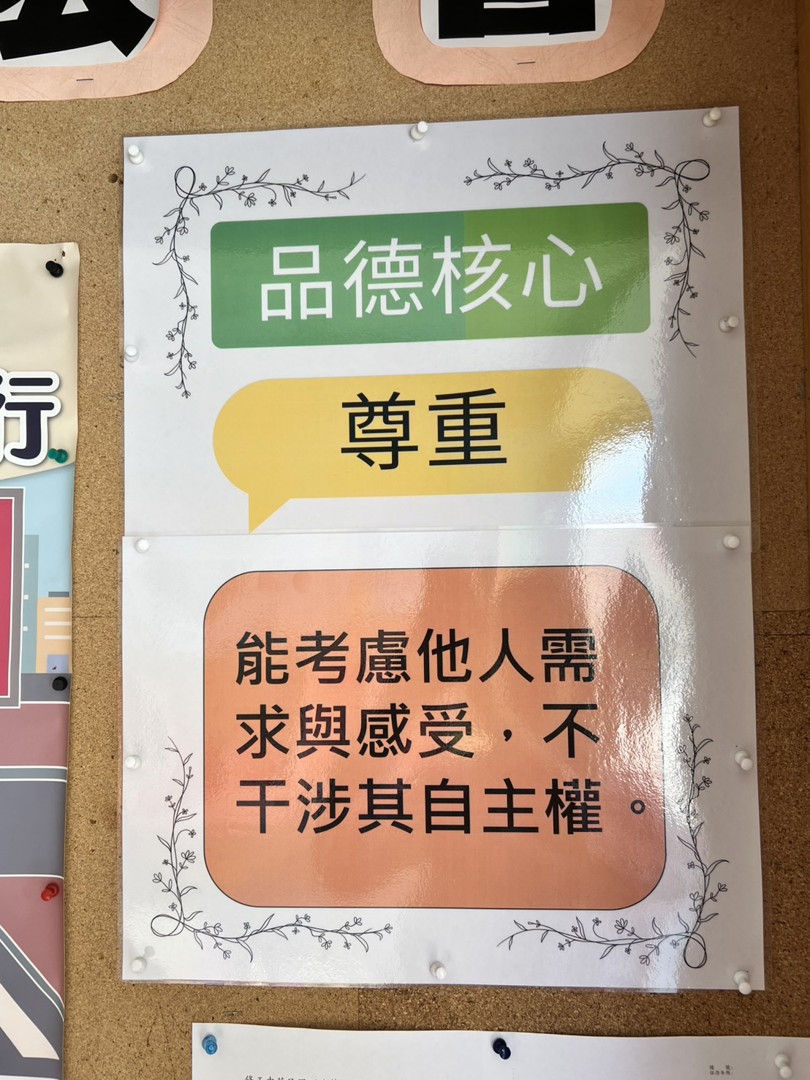 行
品德核心
尊重
能考慮他人需
求與感受，不
干涉其自主權。